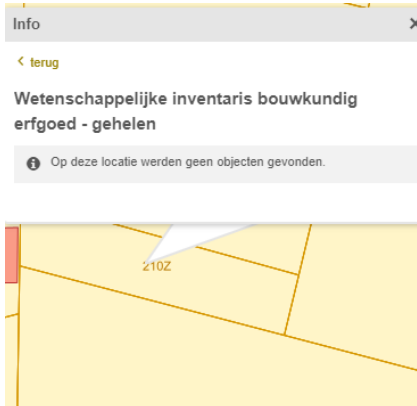 Info
terug
Wetenschappelijke inventaris bouwkundig
erfgoed - gehelen
Op deze locatie werden geen objecten gevonden.
210Z